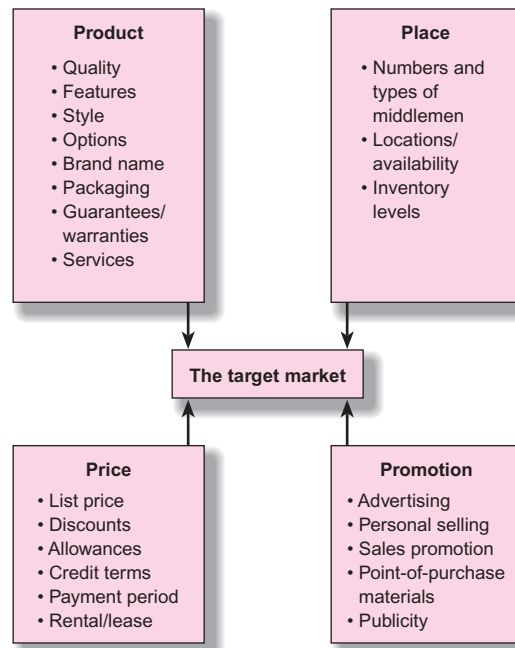 Product
• Quality
• Features
• Style
• Options
• Brand name
• Packaging
• Guarantees/
warranties
• Services
Place
• Numbers and
types of
middlemen
• Locations/
availability
• Inventory
levels
The target market
Price
• List price
• Discounts
• Allowances
• Credit terms
• Payment period
• Rental/lease
Promotion
• Advertising
• Personal selling
• Sales promotion
• Point-of-purchase
materials
• Publicity